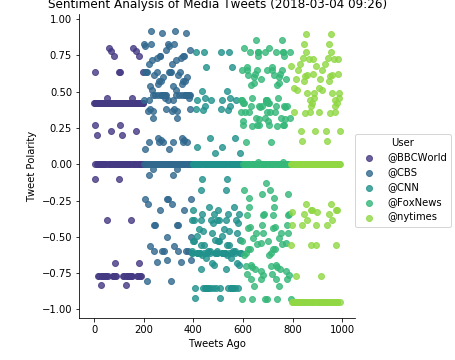 Sentiment Analysis of Media Tweets (2018-03-04 09:26)
1.00
0.75
0.50
0.25
0.00
−0.25
−0.50
−0.75
−1.00
Tweet Polarity
0 200 400 600 800 1000
Tweets Ago
User
@BBCWorld
@CBS
@CNN
@FoxNews
@nytimes